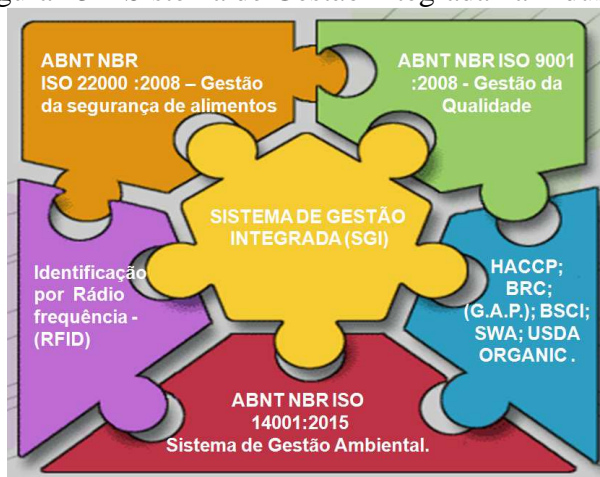 ABNT NBR
ISO 22000 :2008 – Gestão
da segurança de alimentos
ABNT NBR ISO 9001
:2008 - Gestão da
Qualidade
SISTEMA DE GESTÃO
INTEGRADA (SGI)
Identificação
por Rádio
frequência -
(RFID)
HACCP;
BRC;
(G.A.P.); BSCI;
SWA; USDA
ORGANIC .
ABNT NBR ISO
14001:2015
Sistema de Gestão Ambiental.